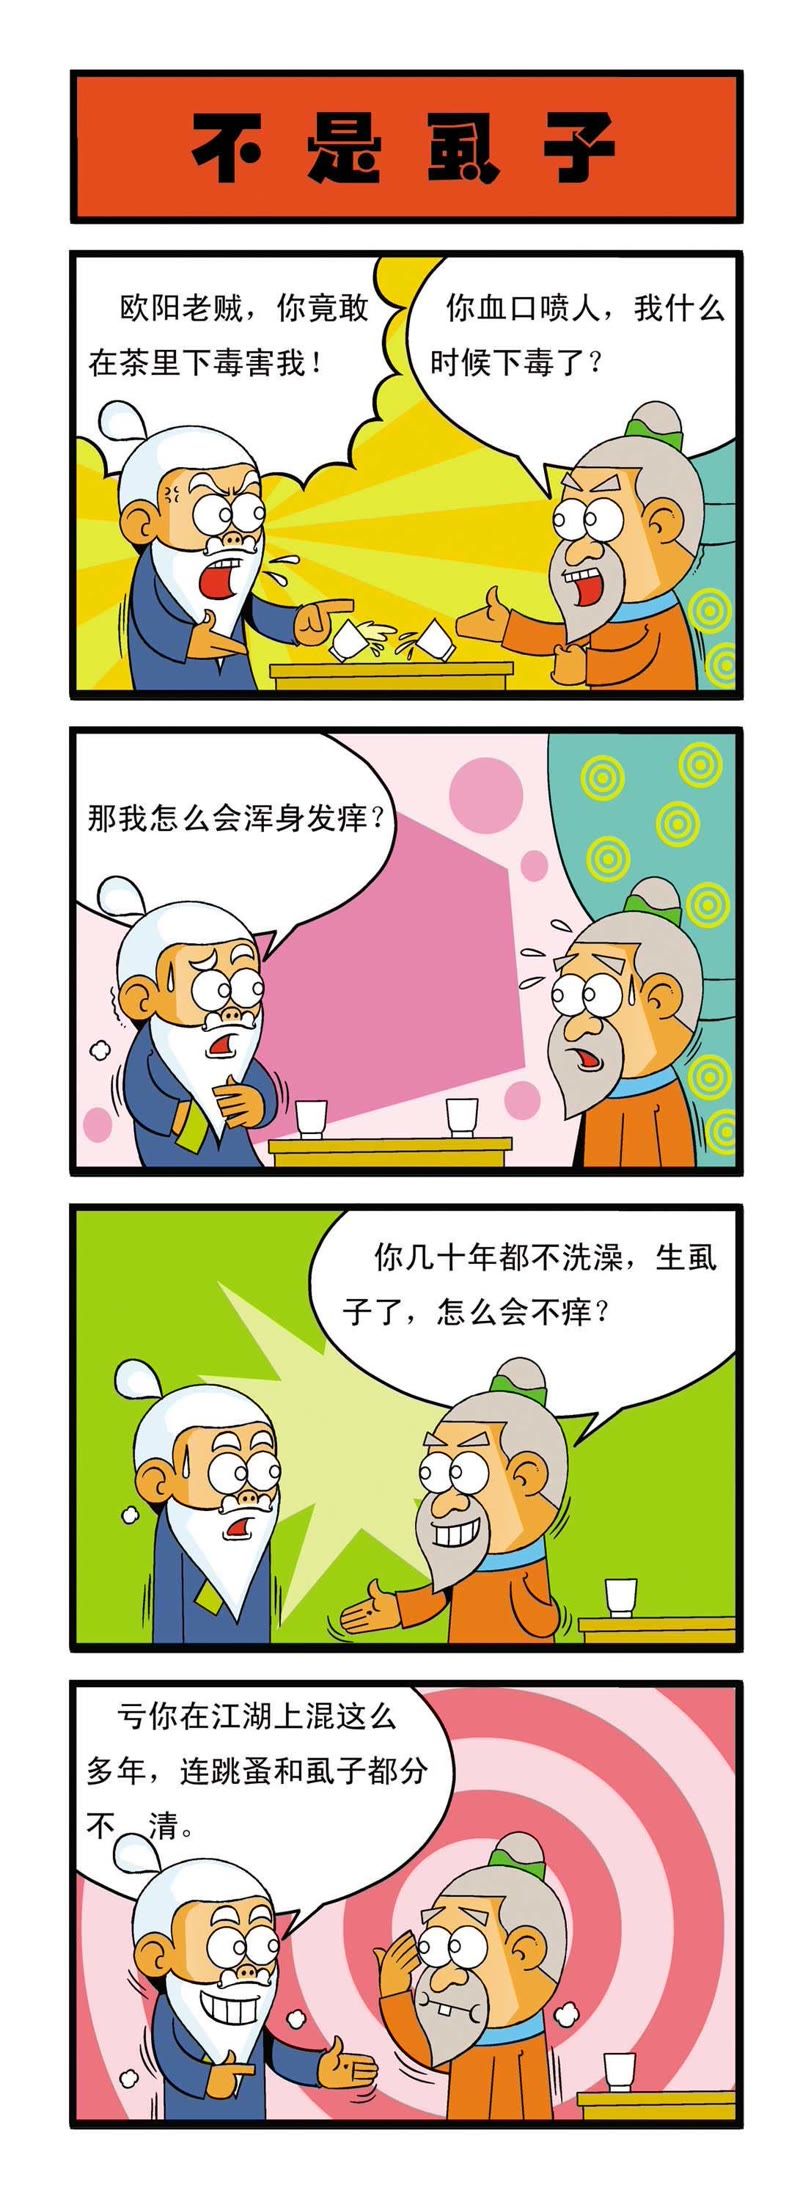 不是虱子
欧阳老贼，你竟敢
在茶里下毒害我！
你血口喷人，我什么
时候下毒了？
那我怎么会浑身发痒？
你几十年都不洗澡，生虱
子了，怎么会不痒？
亏你在江湖上混这么
多年，连跳蚤和虱子都分
不 清。